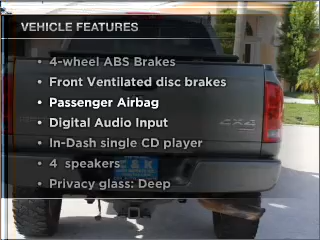 VEHICLE FEATURES
• 4-wheel ABS Brakes
• Front Ventilated disc brakes
• Passenger Airbag
• Digital Audio Input
• In-Dash single CD player
• 4 speakers
• Privacy glass: Deep
4X4
C & K